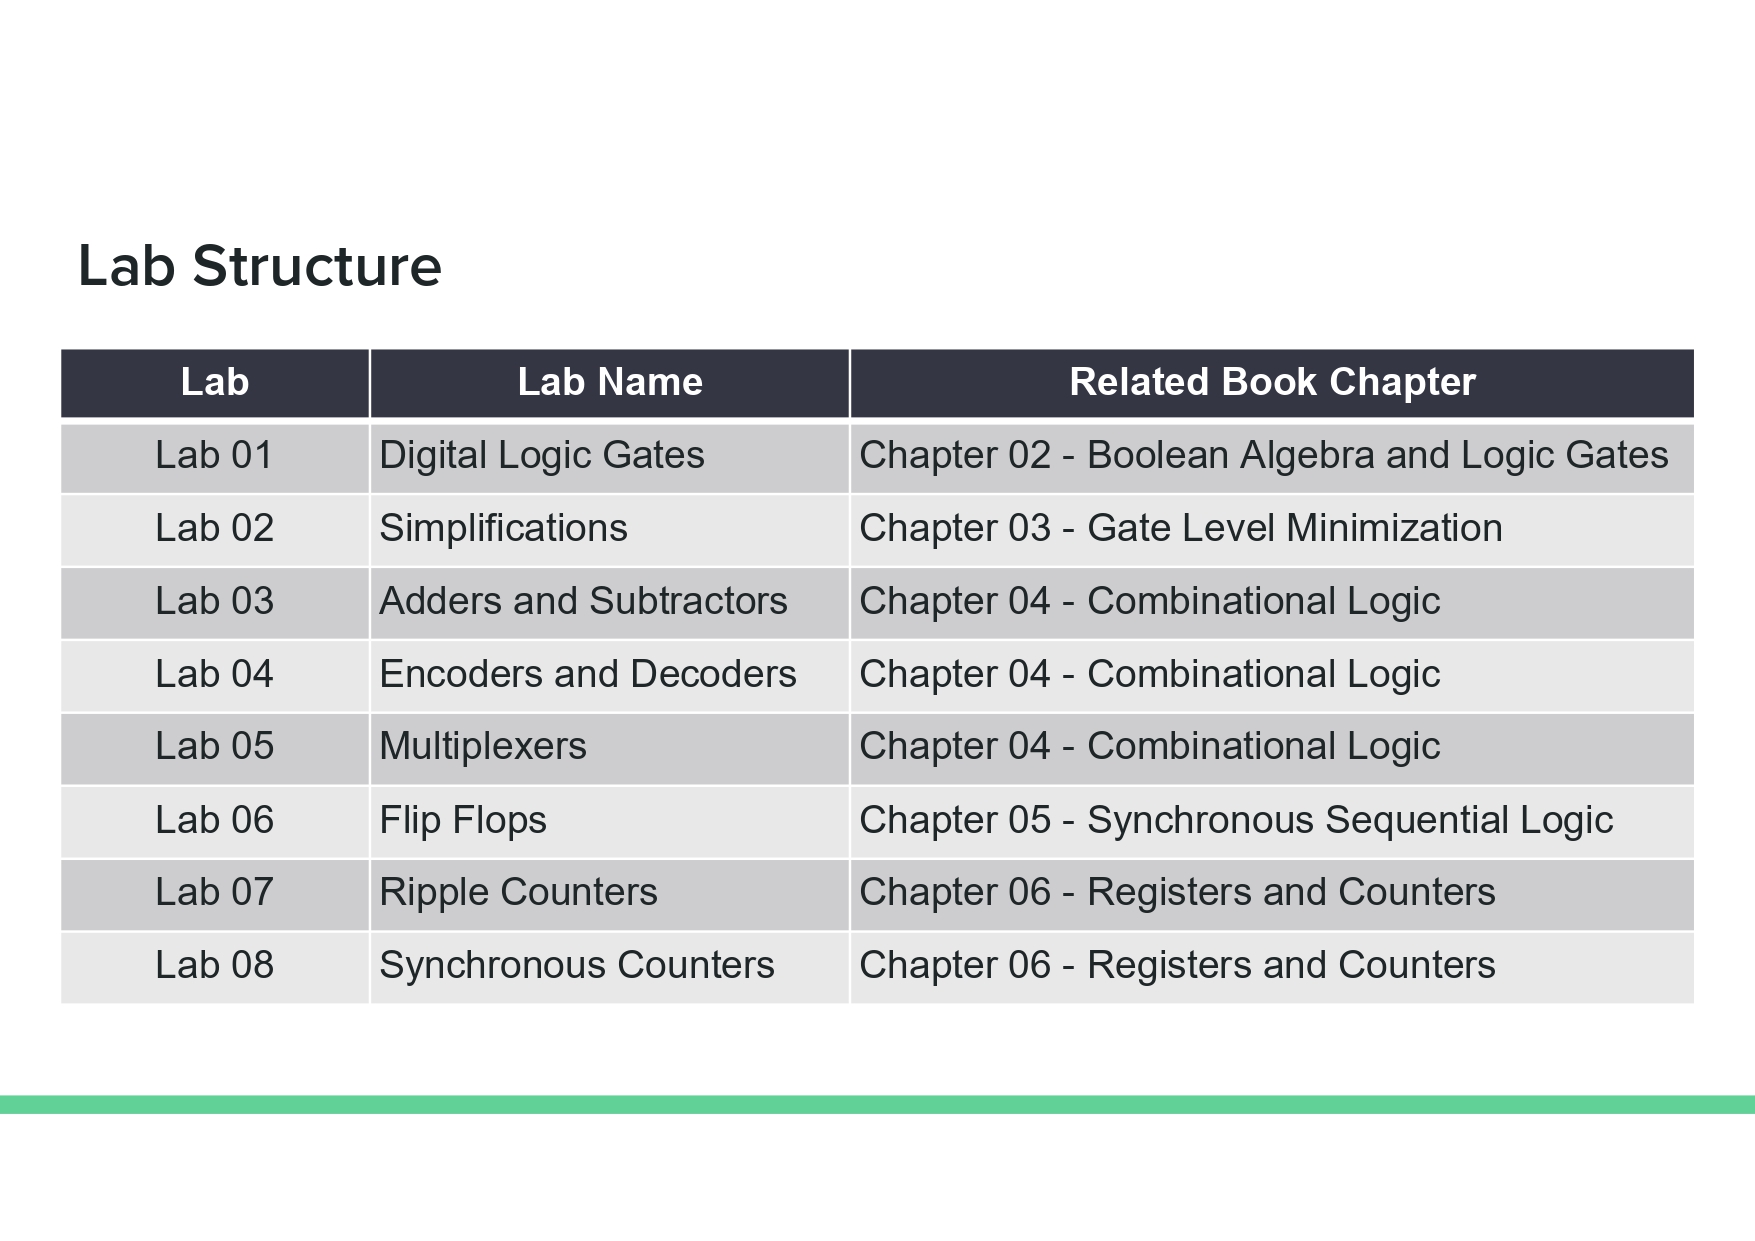 Lab Structure
Lab Lab Name Related Book Chapter
Lab 01 Digital Logic Gates Chapter 02 - Boolean Algebra and Logic Gates
Lab 02 Simplifications Chapter 03 - Gate Level Minimization
Lab 03 Adders and Subtractors Chapter 04 - Combinational Logic
Lab 04 Encoders and Decoders Chapter 04 - Combinational Logic
Lab 05 Multiplexers Chapter 04 - Combinational Logic
Lab 06 Flip Flops Chapter 05 - Synchronous Sequential Logic
Lab 07 Ripple Counters Chapter 06 - Registers and Counters
Lab 08 Synchronous Counters Chapter 06 - Registers and Counters